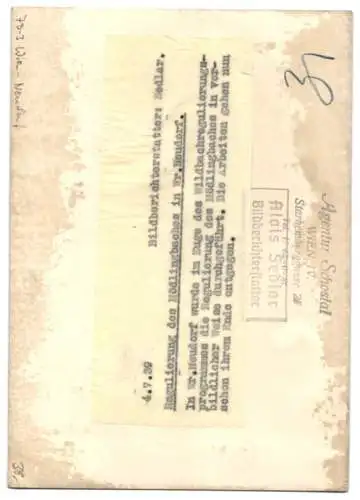 Bildberichterstatter: Sedlar.
4.7.39
Regulierung des Mödlingbaches in Wr.Neudorf.
In Wr.Neudorf wurde im Zuge des Wildbachregulierungs-
programmes die Regulierung des Mödlingbaches in vor-
bildlicher Weise durchgeführt. Die Arbeiten gehen nun
schon ihrem Ende entgegen.
Agentur Schostal
WIEN, IV.
Alois Sedlar
Bildberichterstatter